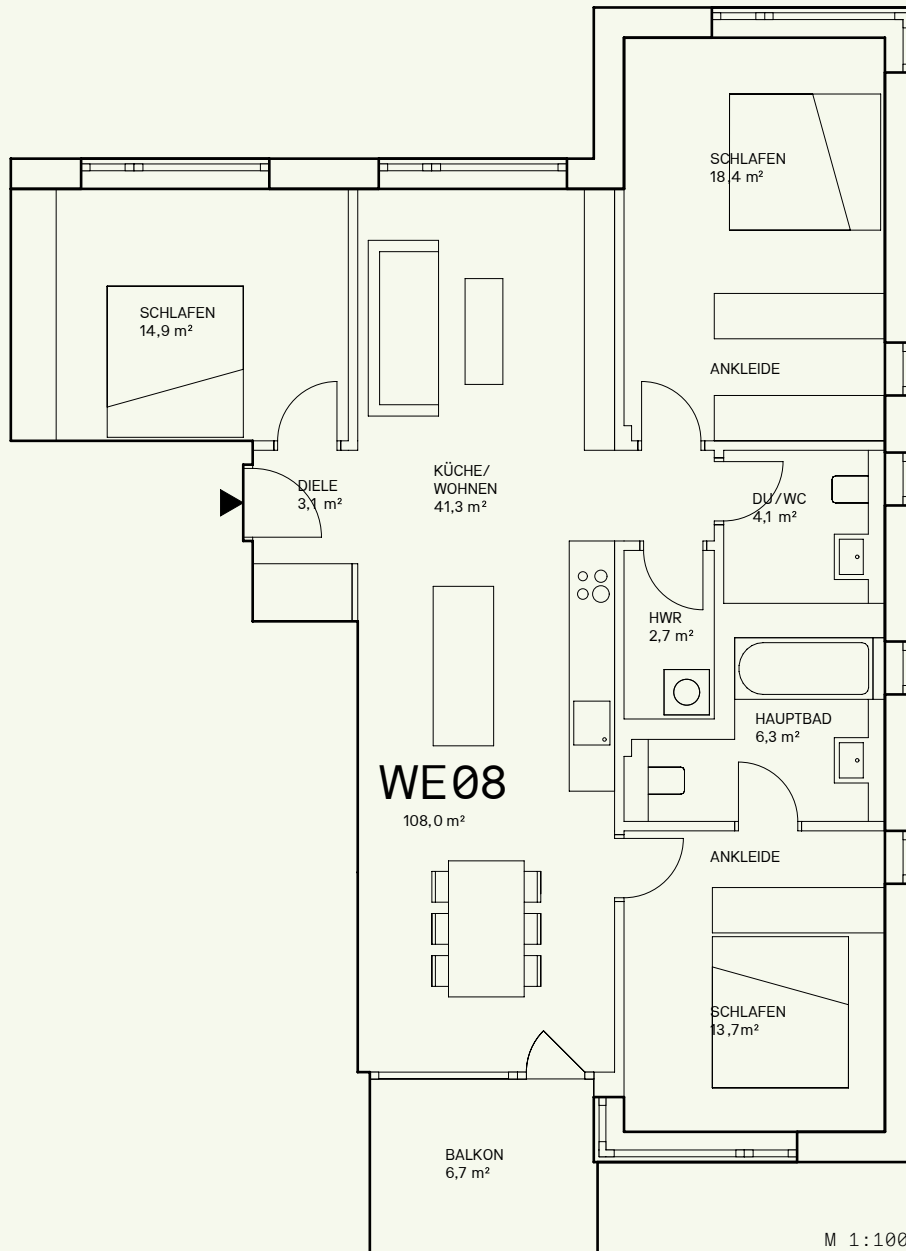 SCHLAFEN
18,4 m²
ANKLEIDE
SCHLAFEN
14,9 m²
DIELE
3,1 m²
KÜCHE/
WOHNEN
41,3 m²
DU/WC
4,1 m²
HWR
2,7 m²
HAUPTBAD
6,3 m²
WE08
108,0 m²
ANKLEIDE
SCHLAFEN
13,7m²
BALKON
6,7 m²
M 1:100